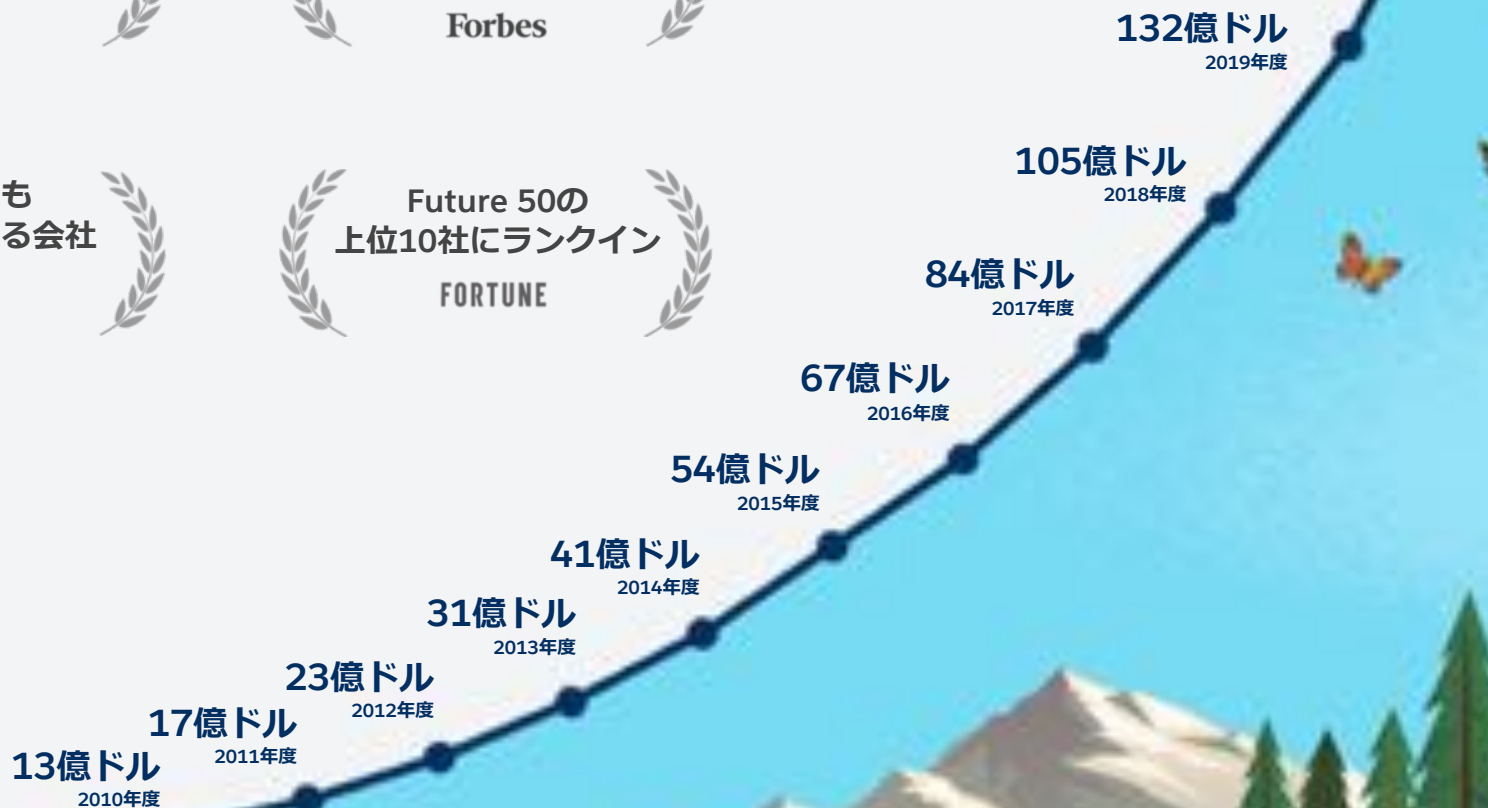 Forbes
132億ドル
2019年度
も
る会社
Future 50の
上位10社にランクイン
FORTUNE
105億ドル
2018年度
84億ドル
2017年度
67億ドル
2016年度
54億ドル
2015年度
41億ドル
2014年度
31億ドル
2013年度
23億ドル
2012年度
17億ドル
2011年度
13億ドル
2010年度